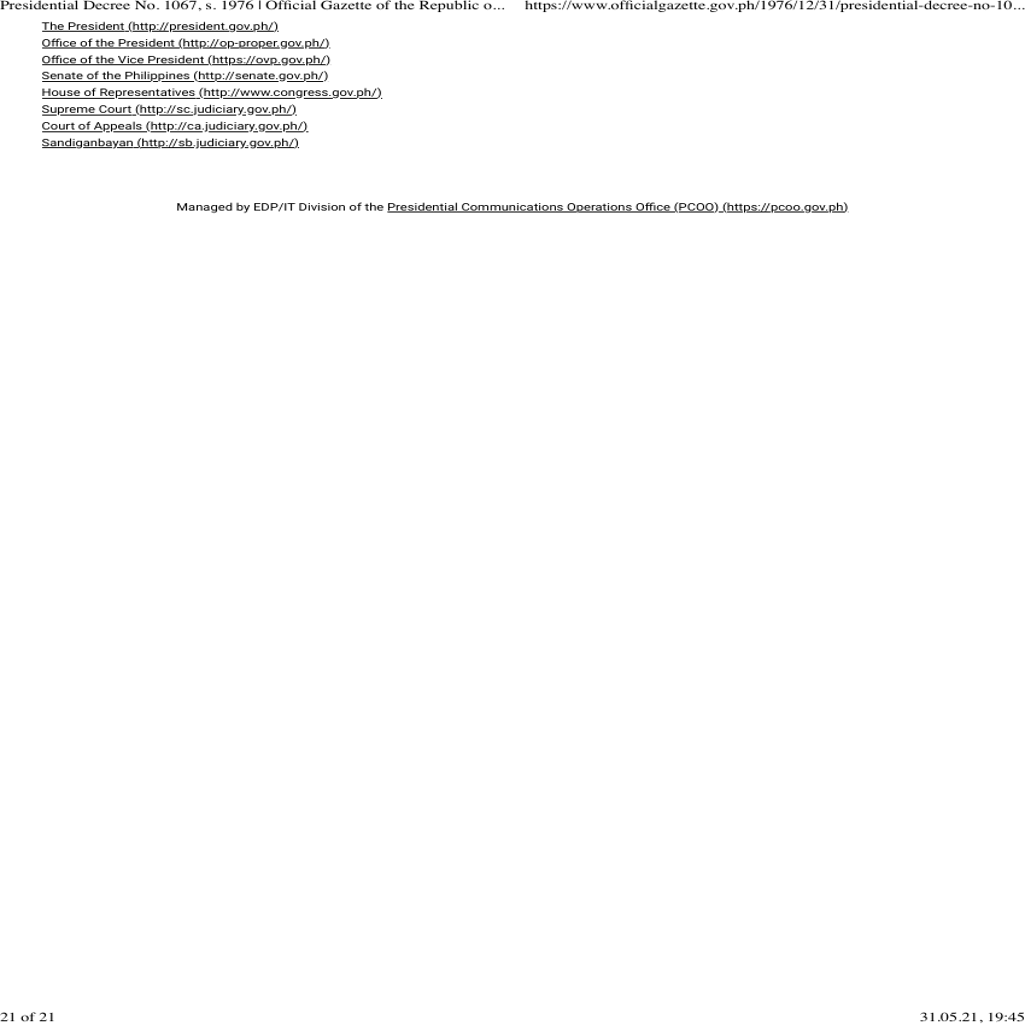 Presidential Decree No. 1067, s. 1976 | Official Gazette of the Republic o... https://www.officialgazette.gov.ph/1976/12/31/presidential-decree-no-10...
The President (http://president.gov.ph/)
Office of the President (http://op-proper.gov.ph/)
Office of the Vice President (https://ovp.gov.ph/)
Senate of the Philippines (http://senate.gov.ph/)
House of Representatives (http://www.congress.gov.ph/)
Supreme Court (http://sc.judiciary.gov.ph/)
Court of Appeals (http://ca.judiciary.gov.ph/)
Sandiganbayan (http://sb.judiciary.gov.ph/)
Managed by EDP/IT Division of the Presidential Communications Operations Office (PCOO) (https://pcoo.gov.ph)
21 of 21 31.05.21, 19:45